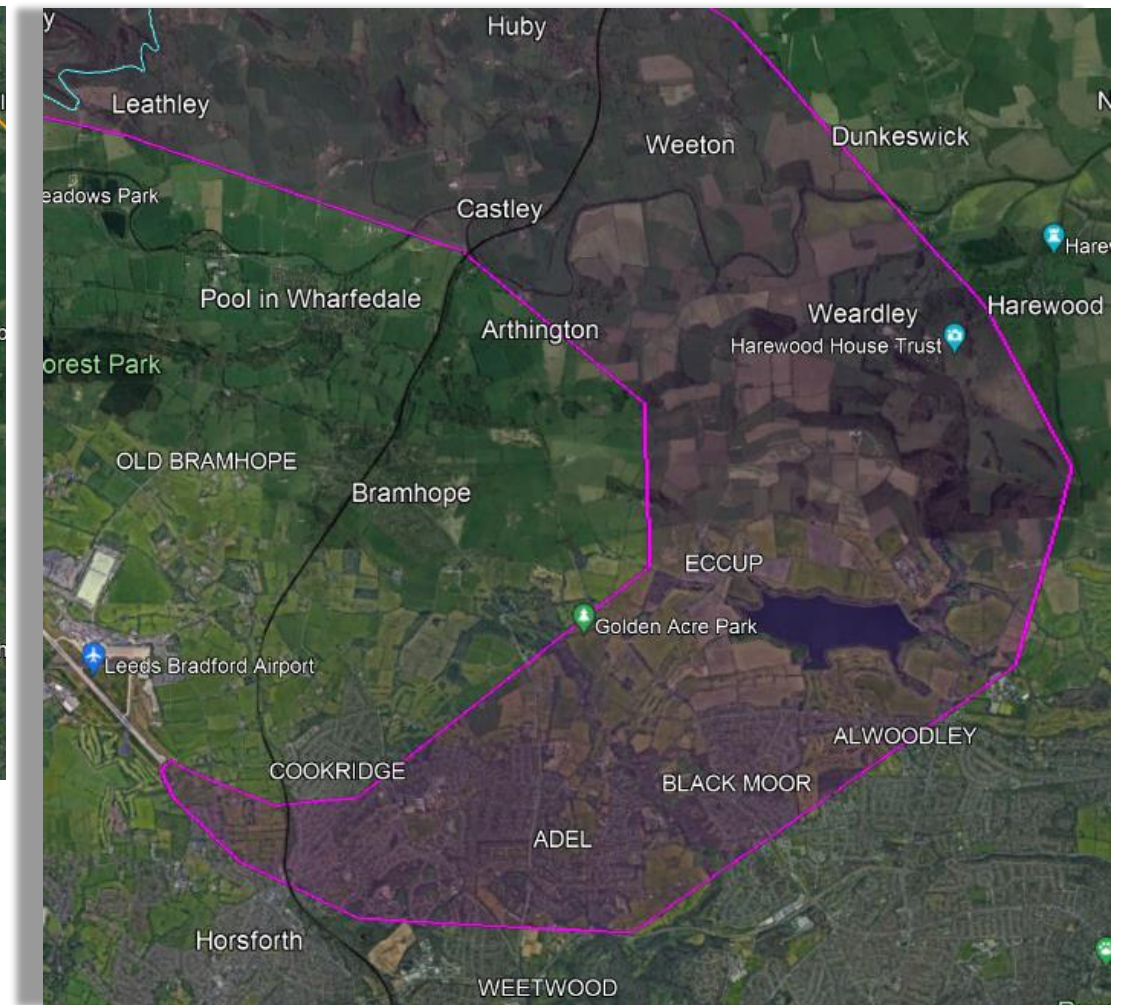 y
Huby
Leathley
N
Weeton
Dunkeswick
eadows Park
Castley
Harew
Pool in Wharfedale
Arthington
Weardley
Harewood
Harewood House Trust
orest Park
OLD BRAMHOPE
Bramhope
ECCUP
Golden Acre Park
Leeds Bradford Airport
ALWOODLEY
COOKRIDGE
BLACK MOOR
ADEL
Horsforth
WEETWOOD